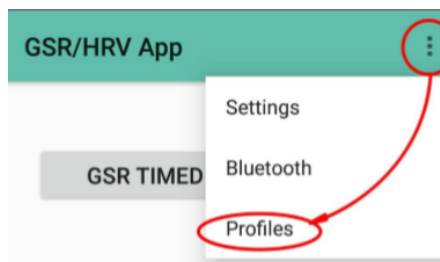 GSR/HRV App
Settings
GSR TIMED
Bluetooth
Profiles